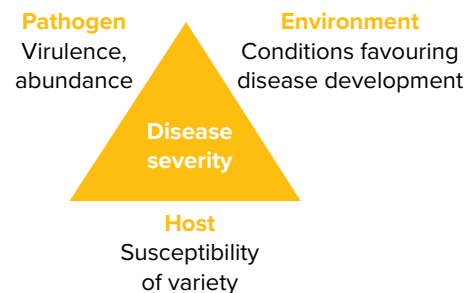 Pathogen
Virulence,
abundance
Environment
Conditions favouring
disease development
Disease
severity
Host
Susceptibility
of variety